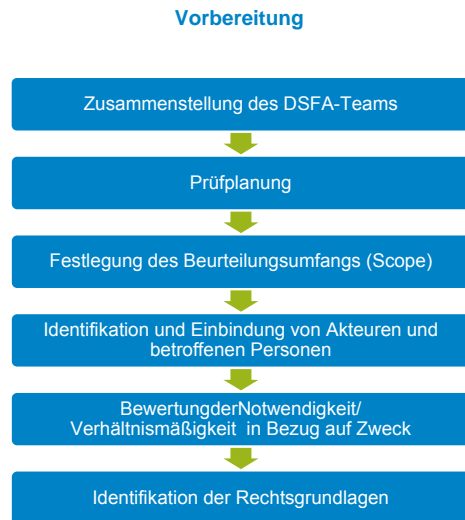 Vorbereitung
Zusammenstellung des DSFA-Teams
Prüfplanung
Festlegung des Beurteilungsumfangs (Scope)
Identifikation und Einbindung von Akteuren und
betroffenen Personen
BewertungderNotwendigkeit/
Verhältnismäßigkeit in Bezug auf Zweck
Identifikation der Rechtsgrundlagen